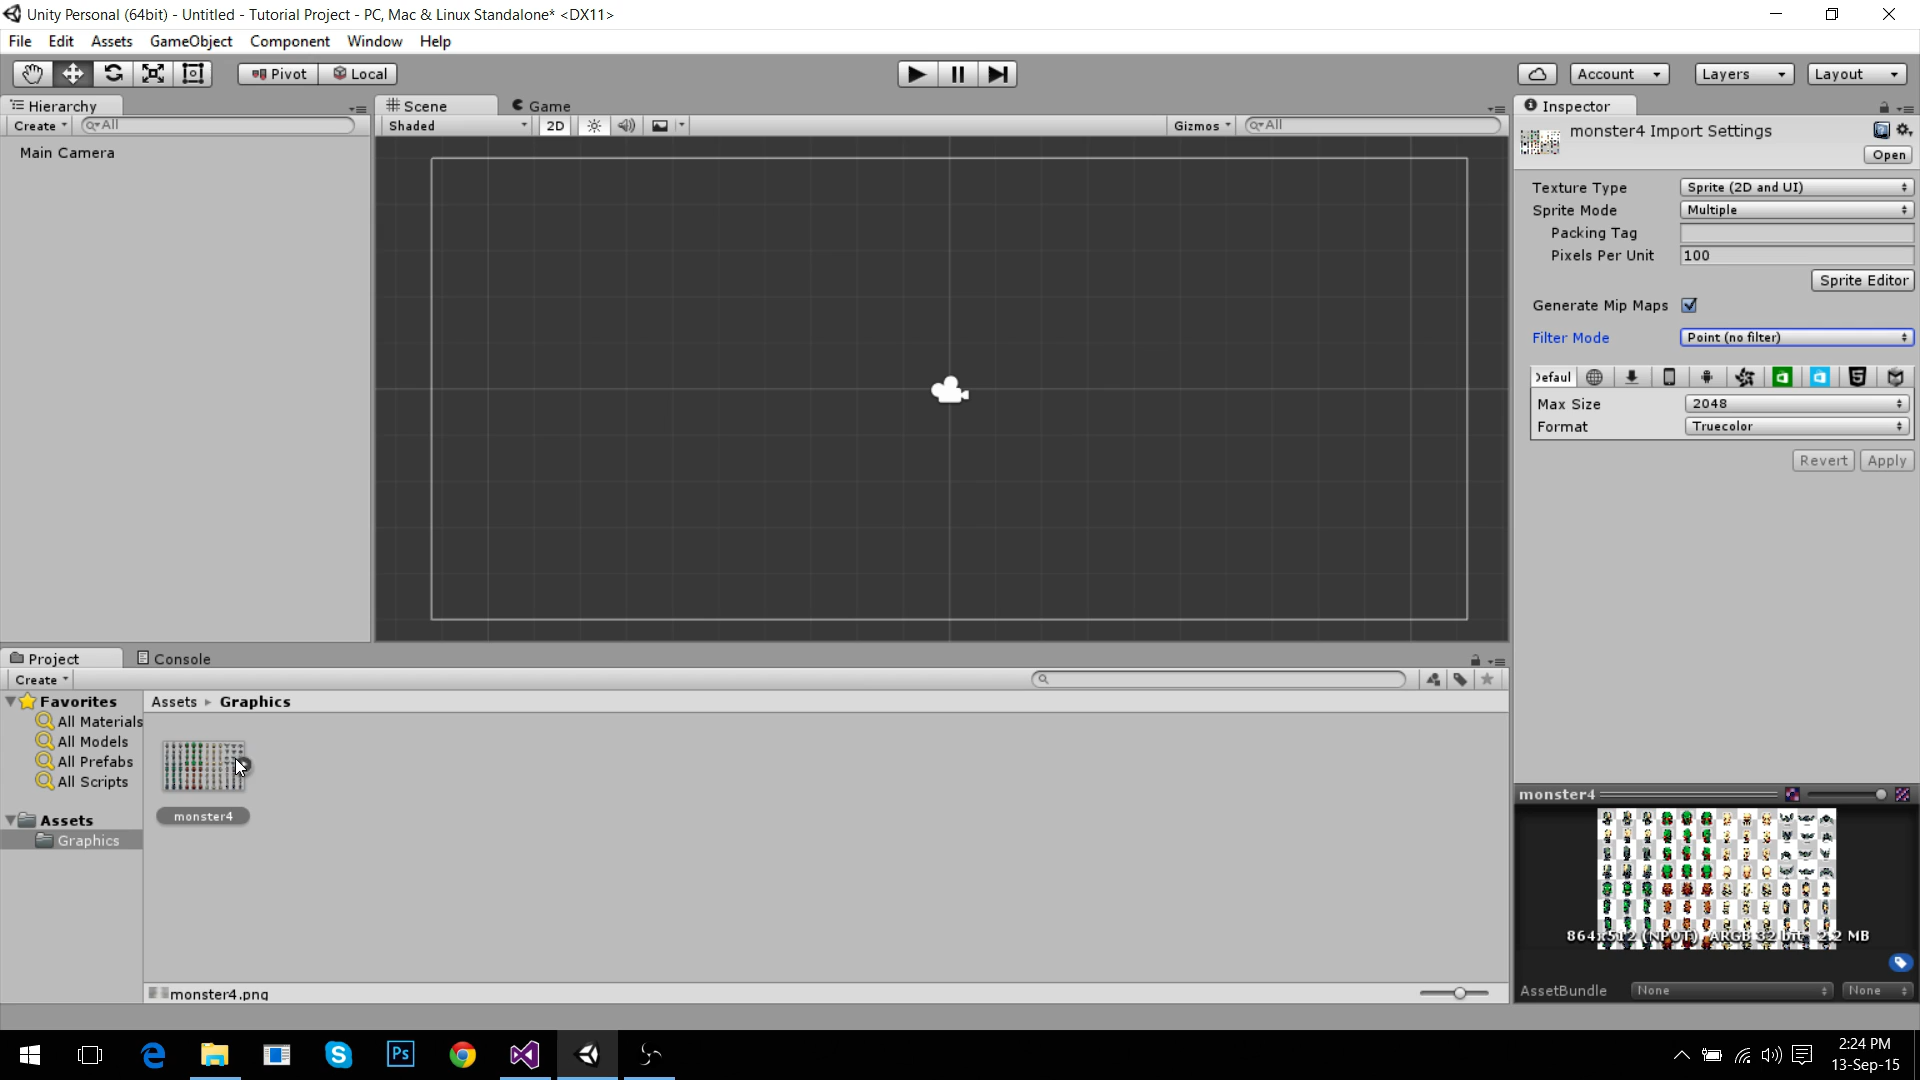 Unity Personal (64bit) - Untitled - Tutorial Project - PC, Mac & Linux Standalone* <DX11>
File Edit Assets GameObject Component Window Help
Pivot Local Account Layers Layout
Hierarchy Scene Game Inspector
Create All Shaded 2D Gizmos All
Main Camera
monster4 Import Settings
Open
Texture Type Sprite (2D and UI)
Sprite Mode Multiple
Packing Tag
Pixels Per Unit 100
Sprite Editor
Generate Mip Maps
Filter Mode Point (no filter)
Defaul
Max Size 2048
Format Truecolor
Revert Apply
Project Console
Create
Favorites
All Materials
All Models
All Prefabs
All Scripts
Assets
Graphics
Assets Graphics
monster4
monster4.png
monster4
864x512 (NPOT) ARGB 32 bit 2.2 MB
AssetBundle None None
Ps
2:24 PM
13-Sep-15